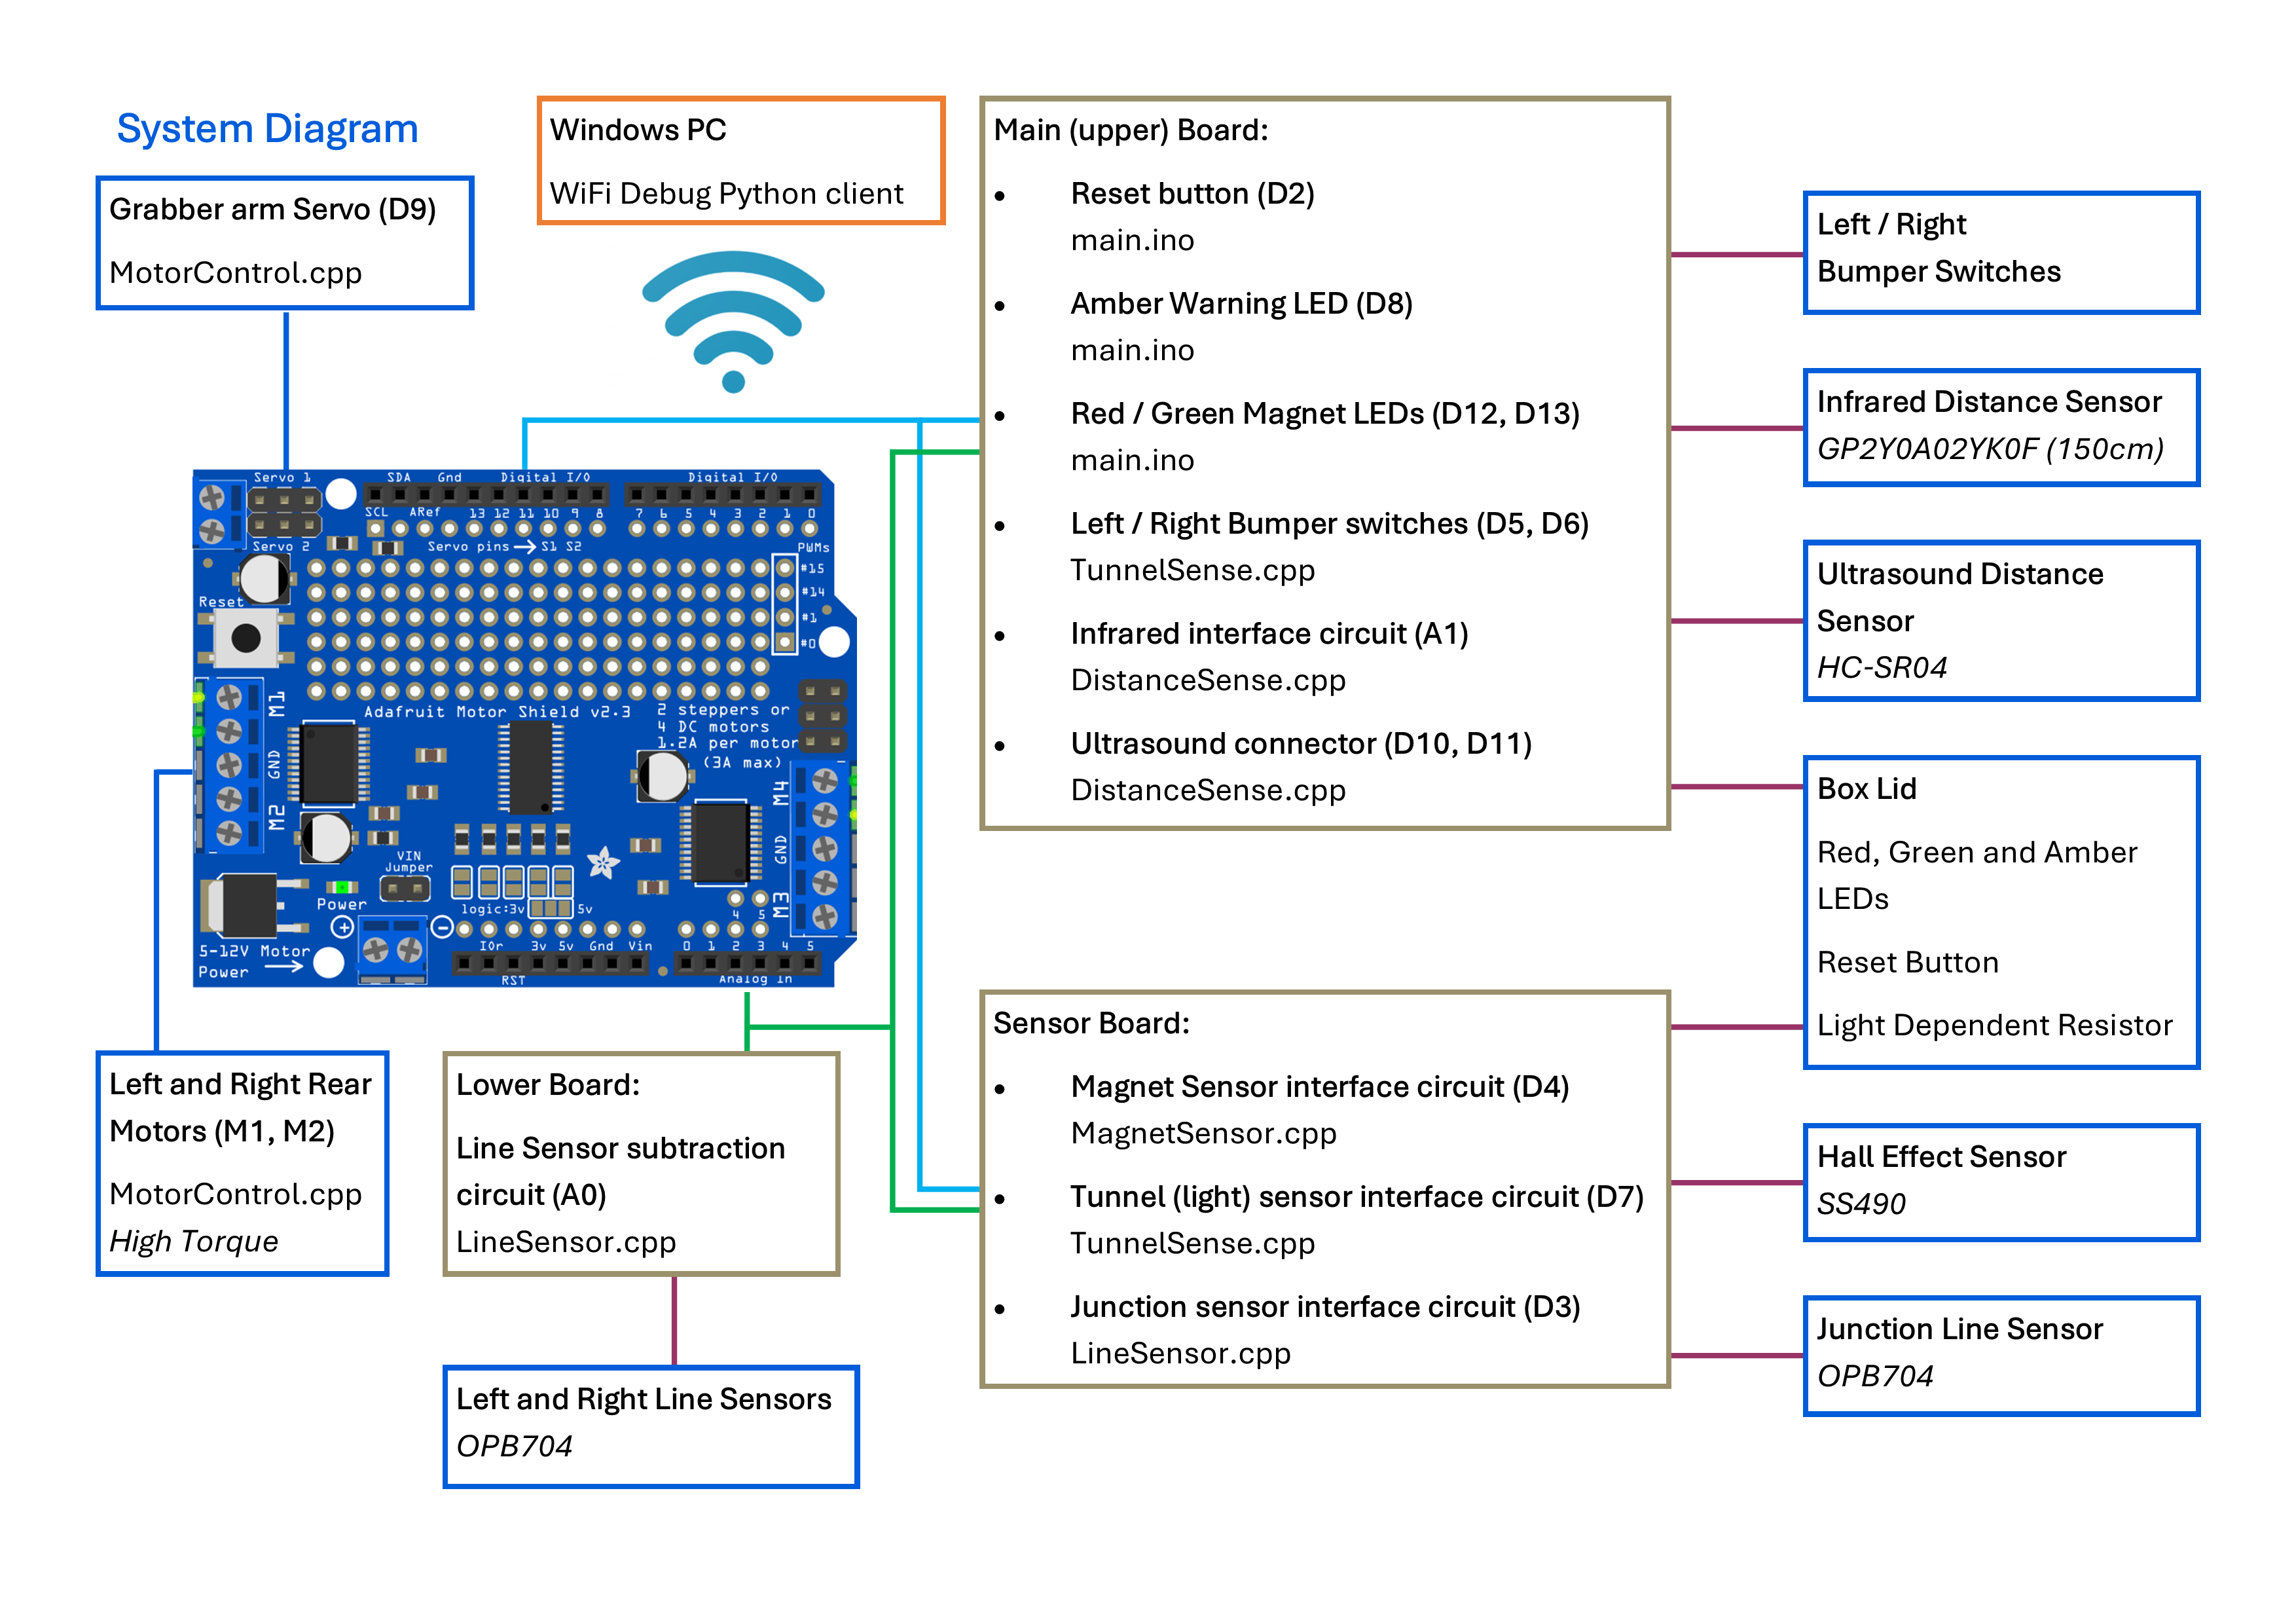 System Diagram
Grabber arm Servo (D9)
MotorControl.cpp
Windows PC
WiFi Debug Python client
Main (upper) Board:
• Reset button (D2)
main.ino
• Amber Warning LED (D8)
main.ino
• Red / Green Magnet LEDs (D12, D13)
main.ino
• Left / Right Bumper switches (D5, D6)
TunnelSense.cpp
• Infrared interface circuit (A1)
DistanceSense.cpp
• Ultrasound connector (D10, D11)
DistanceSense.cpp
Left / Right
Bumper Switches
Infrared Distance Sensor
GP2Y0A02YK0F (150cm)
Ultrasound Distance
Sensor
HC-SR04
Box Lid
Red, Green and Amber
LEDs
Reset Button
Light Dependent Resistor
Servo 1
SDA Gnd Digital I/O Digital I/O
SCL ARef 13 12 11 10 9 8 7 6 5 4 3 2 1 0
Servo 2
Servo pins → S1 S2
PWMs
#15
#14
#1
#0
Reset
M1
GND
M2
Adafruit Motor Shield v2.3
2 steppers or
4 DC motors
1.2A per motor
(3A max)
M4
GND
M3
VIN
Jumper
Power
logic:3v 5v
4 5
+ −
IOr 3v 5v Gnd Vin 0 1 2 3 4 5
5-12V Motor
Power →
RST
Analog In
Left and Right Rear
Motors (M1, M2)
MotorControl.cpp
High Torque
Lower Board:
Line Sensor subtraction
circuit (A0)
LineSensor.cpp
Left and Right Line Sensors
OPB704
Sensor Board:
• Magnet Sensor interface circuit (D4)
MagnetSensor.cpp
• Tunnel (light) sensor interface circuit (D7)
TunnelSense.cpp
• Junction sensor interface circuit (D3)
LineSensor.cpp
Hall Effect Sensor
SS490
Junction Line Sensor
OPB704